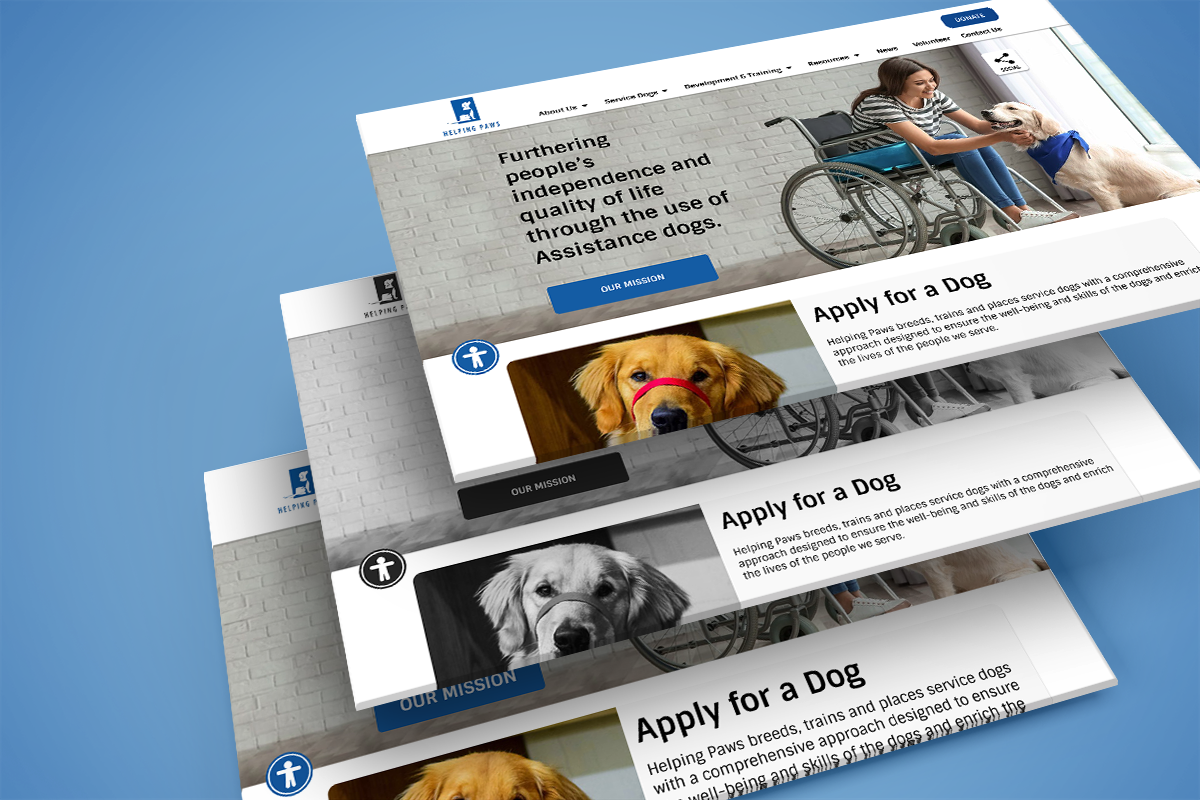 DONATE
About Us
Service Dogs
Development & Training
Resources
News
Volunteer
Contact Us
HELPING PAWS
SOCIAL
Furthering
people's
independence and
quality of life
through the use of
Assistance dogs.
OUR MISSION
Apply for a Dog
Helping Paws breeds, trains and places service dogs with a comprehensive
approach designed to ensure the well-being and skills of the dogs and enrich
the lives of the people we serve.
HELPING
OUR MISSION
Apply for a Dog
Helping Paws breeds, trains and places service dogs with a comprehensive
approach designed to ensure the well-being and skills of the dogs and enrich
the lives of the people we serve.
HELPING
OUR MISSION
Apply for a Dog
Helping Paws breeds, trains and places service dogs
with a comprehensive approach designed to ensure
the well-being and skills of the dogs and enrich the